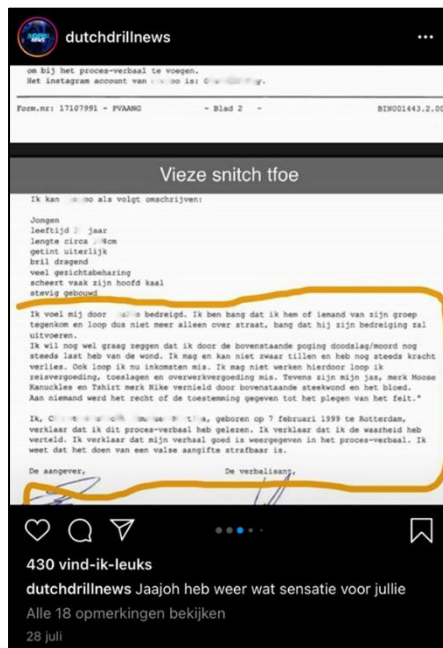 dutchdrillnews
om bij het proces-verbaal te voegen.
Het instagram account van is:
Form.nr: 17107991 - PVAANG - Blad 2 - BIN001443.2.00
Vieze snitch tfoe
Ik kan als volgt omschrijven:
Jongen
leeftijd jaar
lengte circa cm
getint uiterlijk
bril dragend
veel gezichtsbeharing
scheert vaak zijn hoofd kaal
stevig gebouwd
Ik voel mij door bedreigd. Ik ben bang dat ik hem of iemand van zijn groep
tegenkom en loop dus niet meer alleen over straat, bang dat hij zijn bedreiging zal
uitvoeren.
Ik wil nog wel graag zeggen dat ik door de bovenstaande poging doodslag/moord nog
steeds last heb van de wond. Ik mag en kan niet zwaar tillen en heb nog steeds kracht
verlies. Ook loop ik nu inkomsten mis. Ik mag niet werken hierdoor loop ik
reisvergoeding, toeslagen en overwerkvergoeding mis. Tevens zijn mijn jas, merk Moose
Kanuckles en Tshirt merk Nike vernield door bovenstaande steekwond en het bloed.
Aan niemand werd het recht of de toestemming gegeven tot het plegen van het feit."
Ik, geboren op 7 februari 1999 te Rotterdam,
verklaar dat ik dit proces-verbaal heb gelezen. Ik verklaar dat ik de waarheid heb
verteld. Ik verklaar dat mijn verhaal goed is weergegeven in het proces-verbaal. Ik
weet dat het doen van een valse aangifte strafbaar is.
De aangever, De verbalisant,
430 vind-ik-leuks
dutchdrillnews Jaajoh heb weer wat sensatie voor jullie
Alle 18 opmerkingen bekijken
28 juli